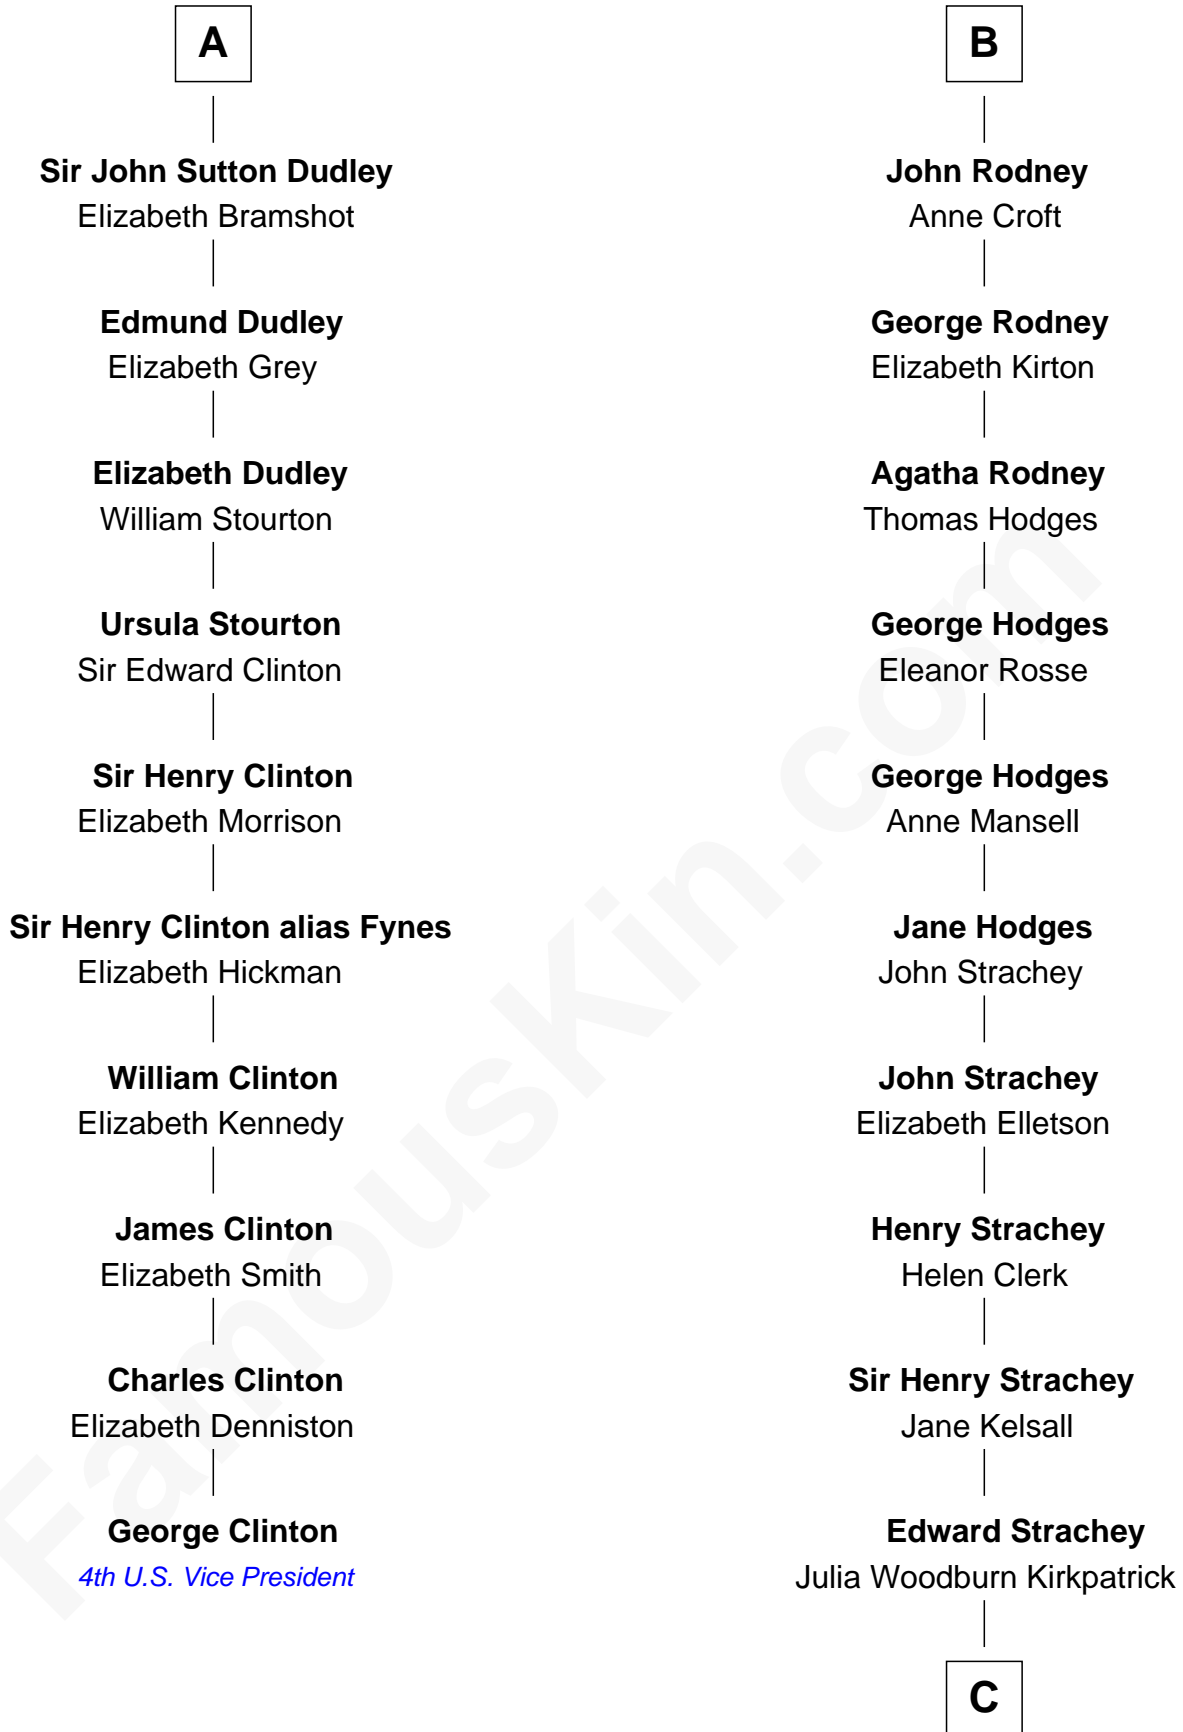 A
Sir John Sutton Dudley
Elizabeth Bramshot
Edmund Dudley
Elizabeth Grey
Elizabeth Dudley
William Stourton
Ursula Stourton
Sir Edward Clinton
Sir Henry Clinton
Elizabeth Morrison
Sir Henry Clinton alias Fynes
Elizabeth Hickman
William Clinton
Elizabeth Kennedy
James Clinton
Elizabeth Smith
Charles Clinton
Elizabeth Denniston
George Clinton
4th U.S. Vice President
B
John Rodney
Anne Croft
George Rodney
Elizabeth Kirton
Agatha Rodney
Thomas Hodges
George Hodges
Eleanor Rosse
George Hodges
Anne Mansell
Jane Hodges
John Strachey
John Strachey
Elizabeth Elletson
Henry Strachey
Helen Clerk
Sir Henry Strachey
Jane Kelsall
Edward Strachey
Julia Woodburn Kirkpatrick
C
FamousKin.com